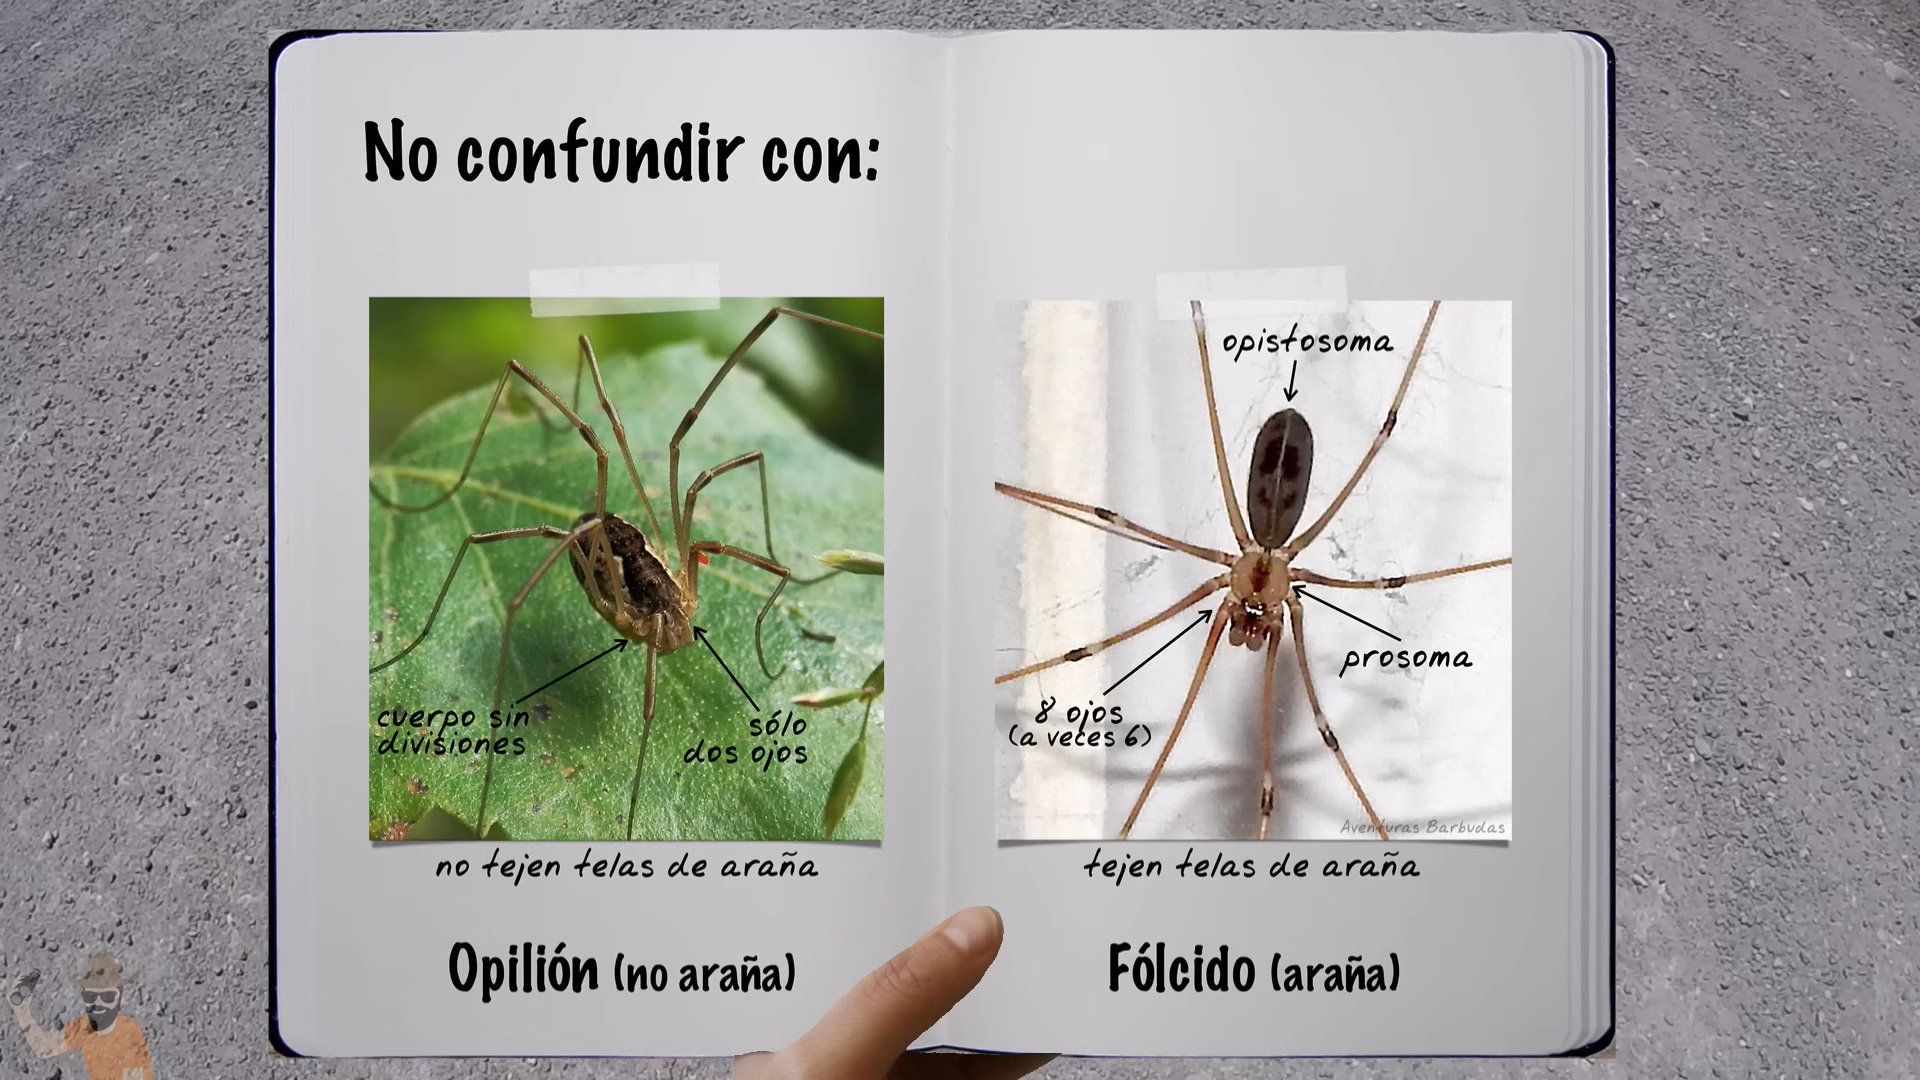 No confundir con:
cuerpo sin
divisiones
sólo
dos ojos
no tejen telas de araña
Opilión (no araña)
opistosoma
prosoma
8 ojos
(a veces 6)
Aventuras Barbudas
tejen telas de araña
Fólcido (araña)